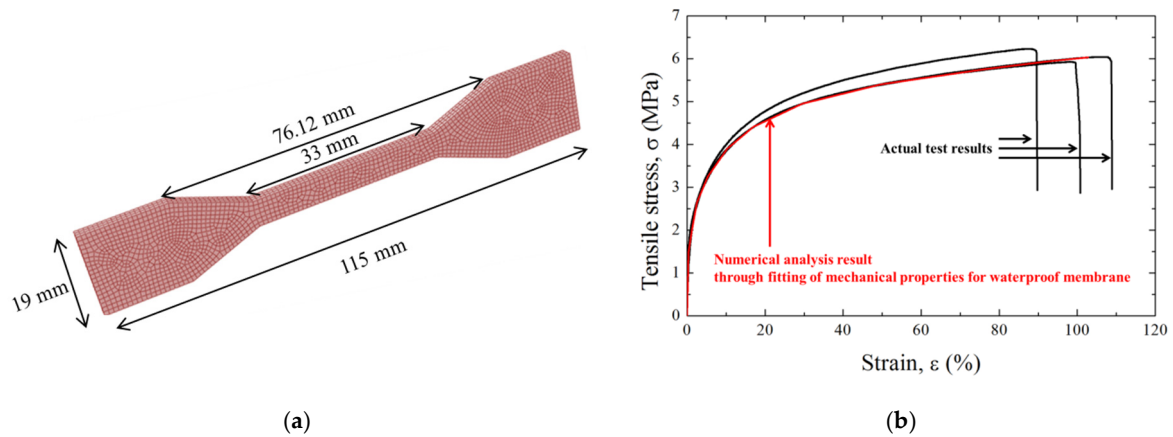 76.12 mm
33 mm
115 mm
19 mm
(a)
Tensile stress, σ (MPa)
7
6
5
4
3
2
1
0
Actual test results
Numerical analysis result
through fitting of mechanical properties for waterproof membrane
0 20 40 60 80 100 120
Strain, ε (%)
(b)